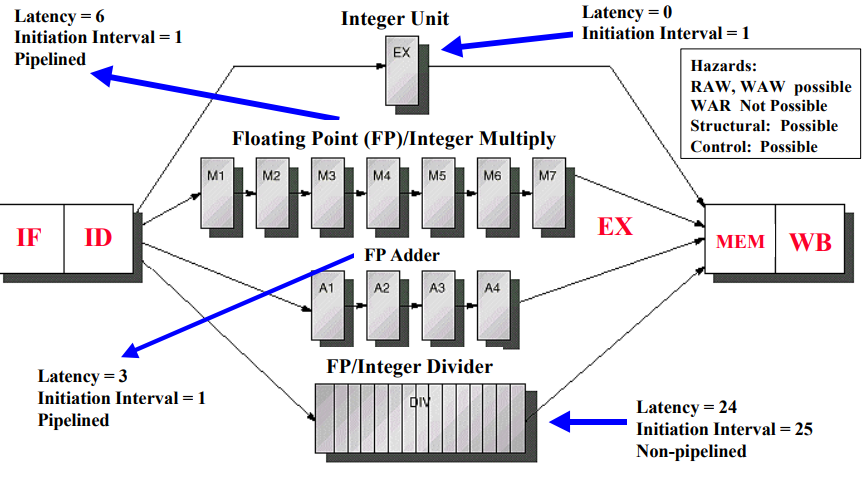 Latency = 6
Initiation Interval = 1
Pipelined
Integer Unit
Latency = 0
Initiation Interval = 1
EX
Hazards:
RAW, WAW possible
WAR Not Possible
Structural: Possible
Control: Possible
Floating Point (FP)/Integer Multiply
M1 M2 M3 M4 M5 M6 M7
IF ID
EX
MEM WB
FP Adder
A1 A2 A3 A4
Latency = 3
Initiation Interval = 1
Pipelined
FP/Integer Divider
DIV
Latency = 24
Initiation Interval = 25
Non-pipelined